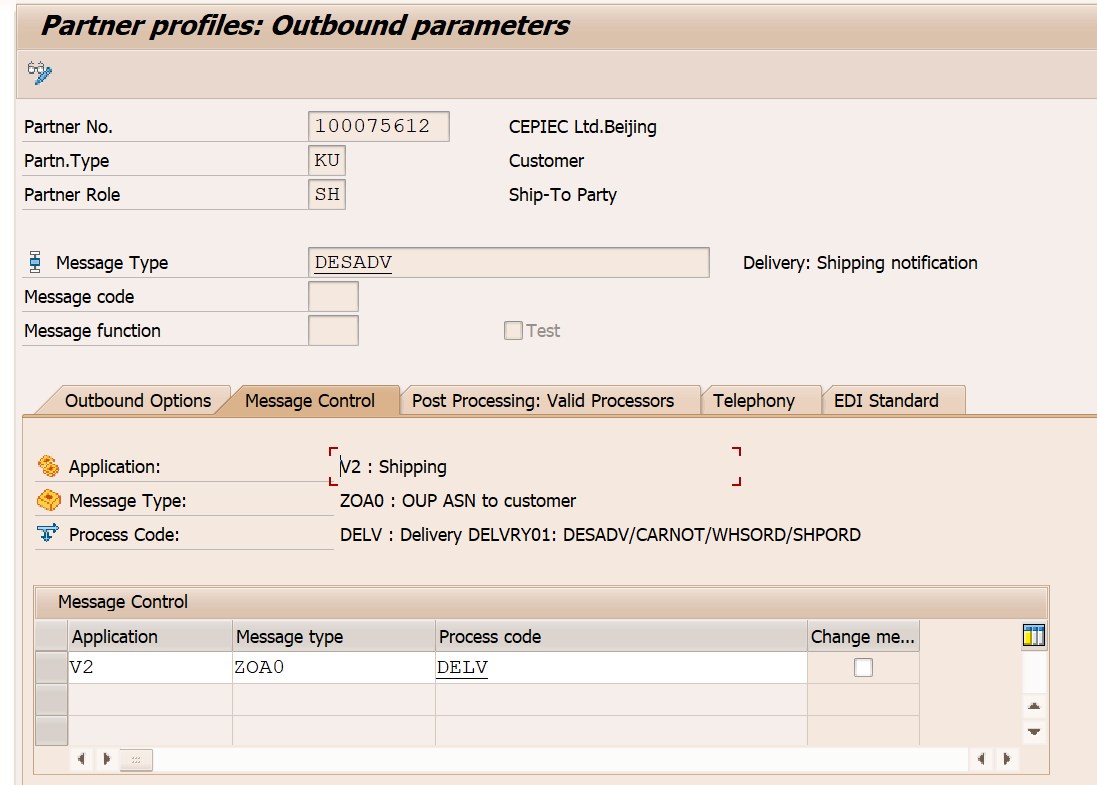 Partner profiles: Outbound parameters
Partner No. 100075612 CEPIEC Ltd.Beijing
Partn.Type KU Customer
Partner Role SH Ship-To Party
Message Type DESADV Delivery: Shipping notification
Message code
Message function Test
Outbound Options Message Control Post Processing: Valid Processors Telephony EDI Standard
Application: V2 : Shipping
Message Type: ZOA0 : OUP ASN to customer
Process Code: DELV : Delivery DELVRY01: DESADV/CARNOT/WHSORD/SHPORD
Message Control
Application Message type Process code Change me...
V2 ZOA0 DELV